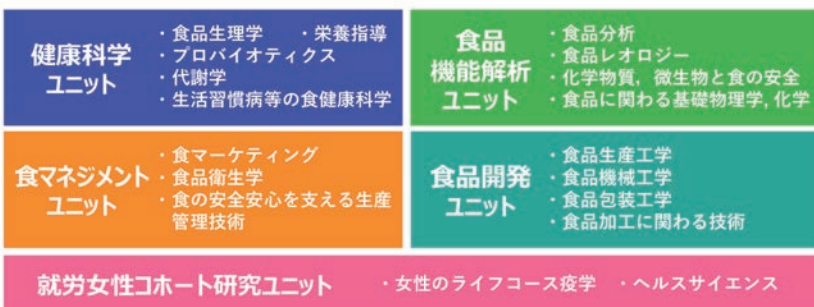 健康科学
ユニット
・食品生理学　・栄養指導
・プロバイオティクス
・代謝学
・生活習慣病等の食健康科学
食品
機能解析
ユニット
・食品分析
・食品レオロジー
・化学物質，微生物と食の安全
・食品に関わる基礎物理学，化学
食マネジメント
ユニット
・食マーケティング
・食品衛生学
・食の安全安心を支える生産
管理技術
食品開発
ユニット
・食品生産工学
・食品機械工学
・食品包装工学
・食品加工に関わる技術
就労女性コホート研究ユニット　・女性のライフコース疫学　・ヘルスサイエンス